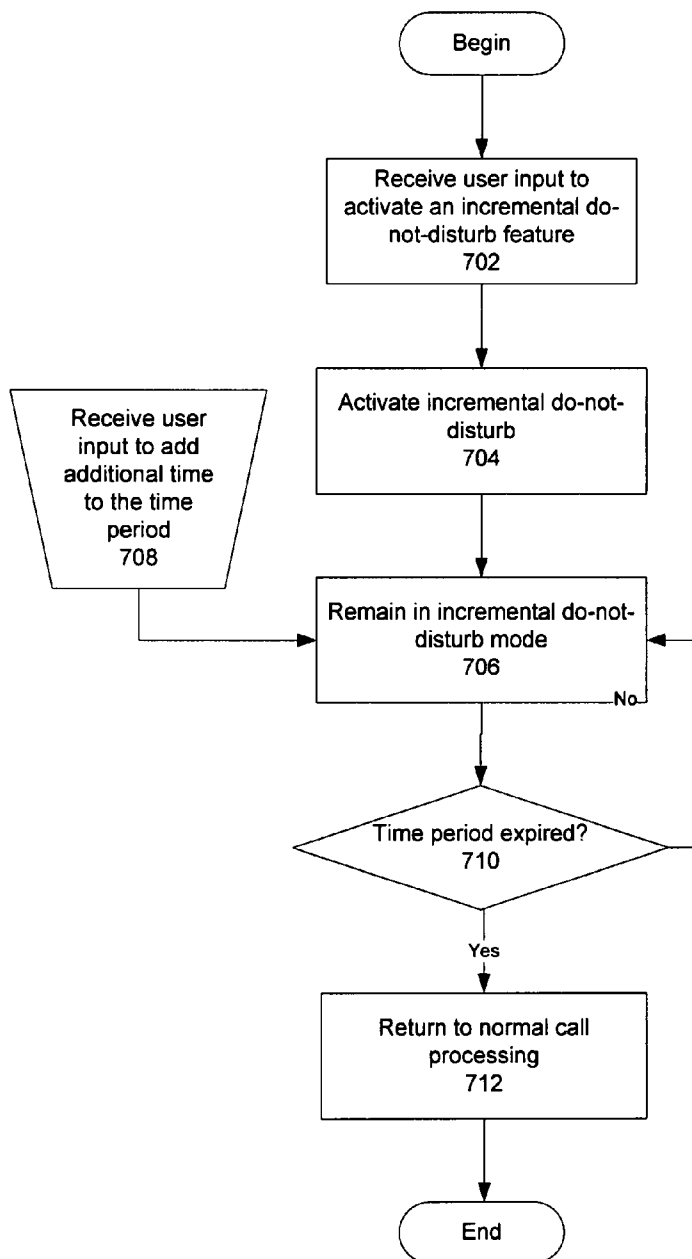 Begin
Receive user
input to
activate an incremental do-
not-disturb feature
702
Activate incremental do-not-
disturb
704
Receive user
input to add
additional time
to the time
period
708
Remain in incremental do-not-
disturb mode
706
No
Time period expired?
710
Yes
Return to normal call
processing
712
End